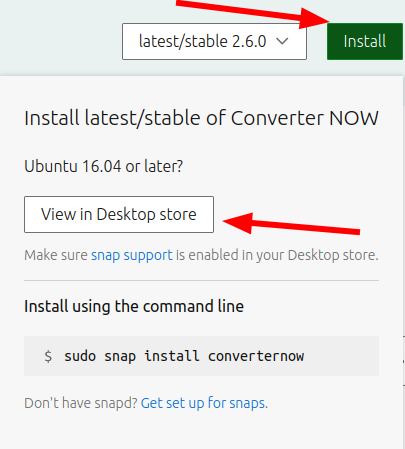 latest/stable 2.6.0
Install
Install latest/stable of Converter NOW
Ubuntu 16.04 or later?
View in Desktop store
Make sure snap support is enabled in your Desktop store.
Install using the command line
$ sudo snap install converternow
Don't have snapd? Get set up for snaps.